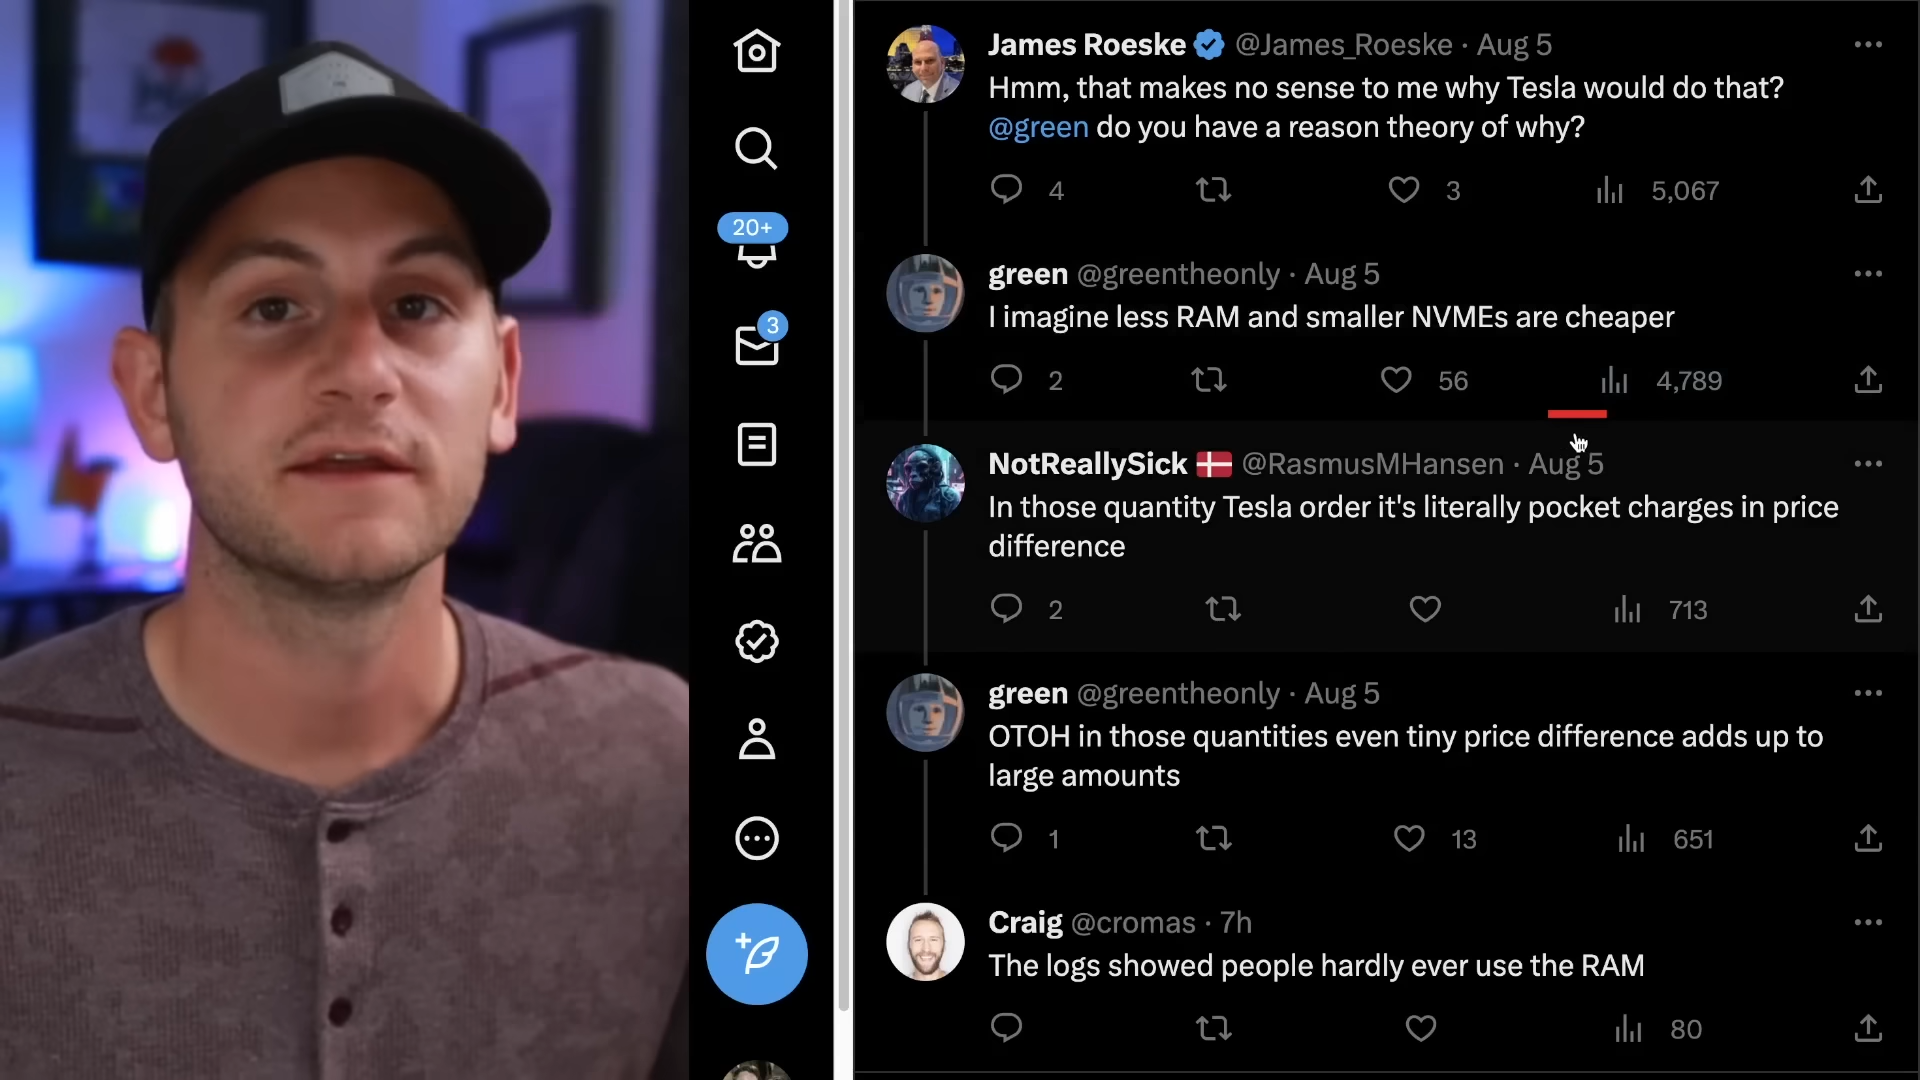 20+
3
James Roeske @James_Roeske · Aug 5
Hmm, that makes no sense to me why Tesla would do that?
@green do you have a reason theory of why?
4 3 5,067
green @greentheonly · Aug 5
I imagine less RAM and smaller NVMEs are cheaper
2 56 4,789
NotReallySick @RasmusMHansen · Aug 5
In those quantity Tesla order it's literally pocket charges in price
difference
2 713
green @greentheonly · Aug 5
OTOH in those quantities even tiny price difference adds up to
large amounts
1 13 651
Craig @cromas · 7h
The logs showed people hardly ever use the RAM
80